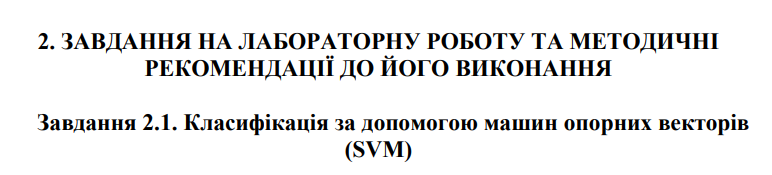 2. ЗАВДАННЯ НА ЛАБОРАТОРНУ РОБОТУ ТА МЕТОДИЧНІ
РЕКОМЕНДАЦІЇ ДО ЙОГО ВИКОНАННЯ
Завдання 2.1. Класифікація за допомогою машин опорних векторів
(SVM)